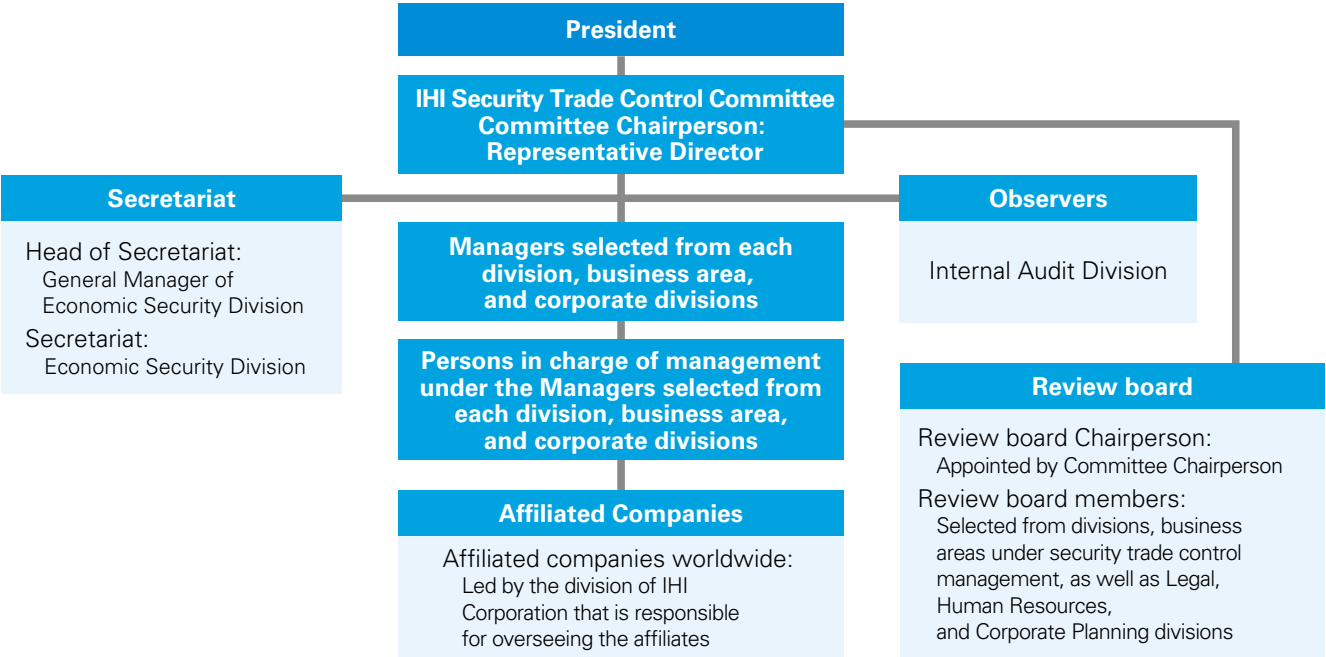 President
IHI Security Trade Control Committee
Committee Chairperson:
Representative Director
Secretariat
Head of Secretariat:
General Manager of
Economic Security Division
Secretariat:
Economic Security Division
Observers
Internal Audit Division
Managers selected from each
division, business area,
and corporate divisions
Persons in charge of management
under the Managers selected from
each division, business area,
and corporate divisions
Affiliated Companies
Affiliated companies worldwide:
Led by the division of IHI
Corporation that is responsible
for overseeing the affiliates
Review board
Review board Chairperson:
Appointed by Committee Chairperson
Review board members:
Selected from divisions, business
areas under security trade control
management, as well as Legal,
Human Resources,
and Corporate Planning divisions